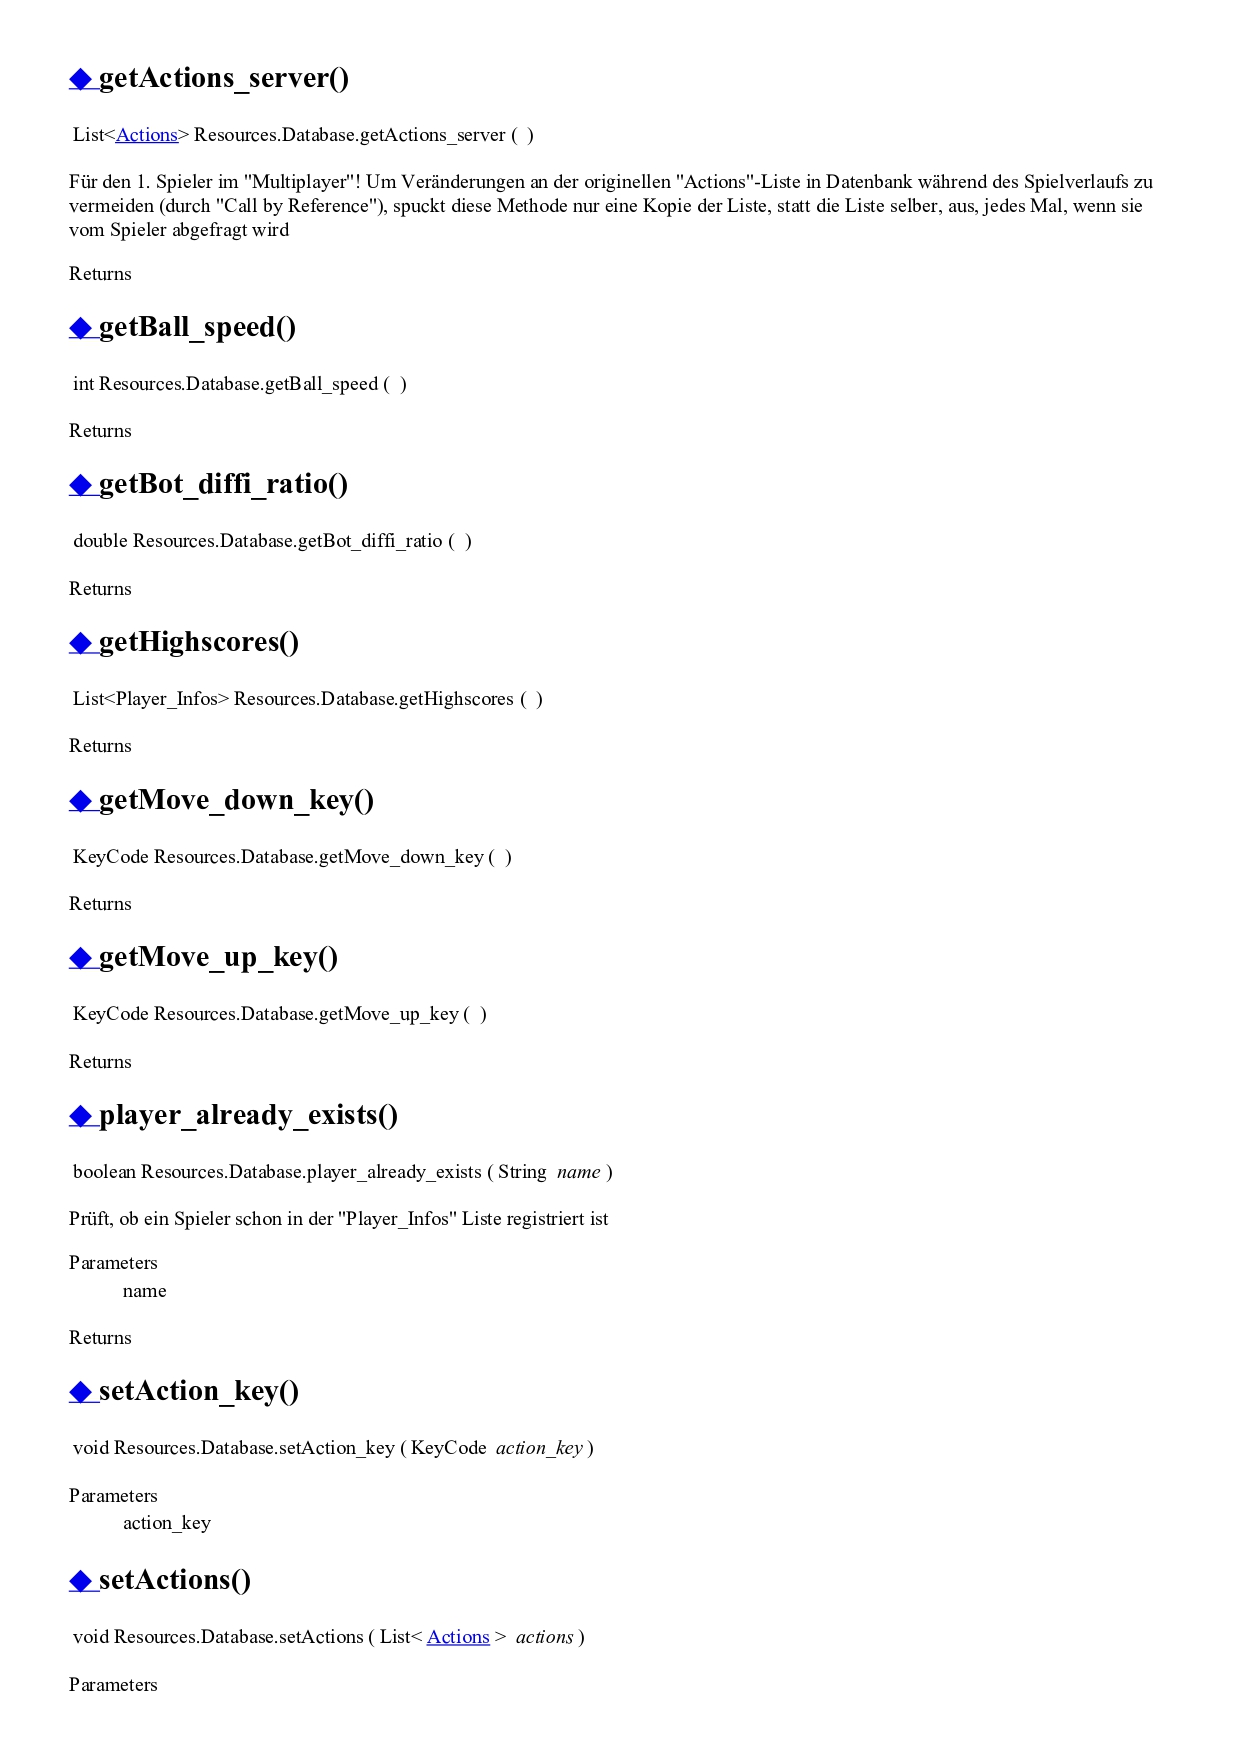 ◆ getActions_server()
List<Actions> Resources.Database.getActions_server ( )
Für den 1. Spieler im "Multiplayer"! Um Veränderungen an der originellen "Actions"-Liste in Datenbank während des Spielverlaufs zu
vermeiden (durch "Call by Reference"), spuckt diese Methode nur eine Kopie der Liste, statt die Liste selber, aus, jedes Mal, wenn sie
vom Spieler abgefragt wird
Returns
◆ getBall_speed()
int Resources.Database.getBall_speed ( )
Returns
◆ getBot_diffi_ratio()
double Resources.Database.getBot_diffi_ratio ( )
Returns
◆ getHighscores()
List<Player_Infos> Resources.Database.getHighscores ( )
Returns
◆ getMove_down_key()
KeyCode Resources.Database.getMove_down_key ( )
Returns
◆ getMove_up_key()
KeyCode Resources.Database.getMove_up_key ( )
Returns
◆ player_already_exists()
boolean Resources.Database.player_already_exists ( String name )
Prüft, ob ein Spieler schon in der "Player_Infos" Liste registriert ist
Parameters
name
Returns
◆ setAction_key()
void Resources.Database.setAction_key ( KeyCode action_key )
Parameters
action_key
◆ setActions()
void Resources.Database.setActions ( List< Actions > actions )
Parameters